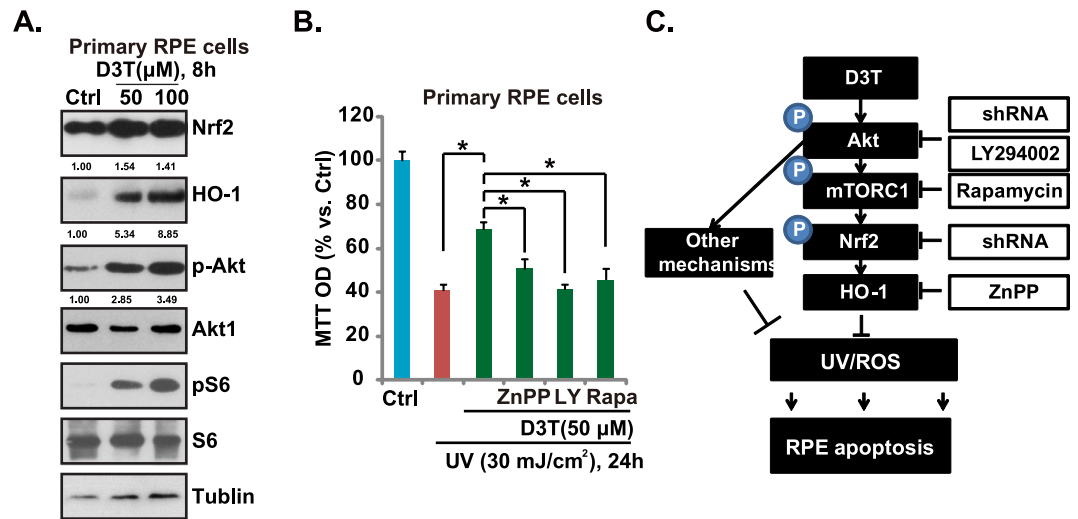 A.
Primary RPE cells
D3T(μM), 8h
Ctrl 50 100
Nrf2
1.00 1.54 1.41
HO-1
1.00 5.34 8.85
p-Akt
1.00 2.85 3.49
Akt1
pS6
S6
Tublin
B.
Primary RPE cells
MTT OD (% vs. Ctrl)
120
100
80
60
40
20
0
* * * *
Ctrl ZnPP LY Rapa
D3T(50 μM)
UV (30 mJ/cm²), 24h
C.
D3T
P
Akt
shRNA
LY294002
P
mTORC1
Rapamycin
P
Nrf2
shRNA
Other
mechanisms
HO-1
ZnPP
UV/ROS
RPE apoptosis